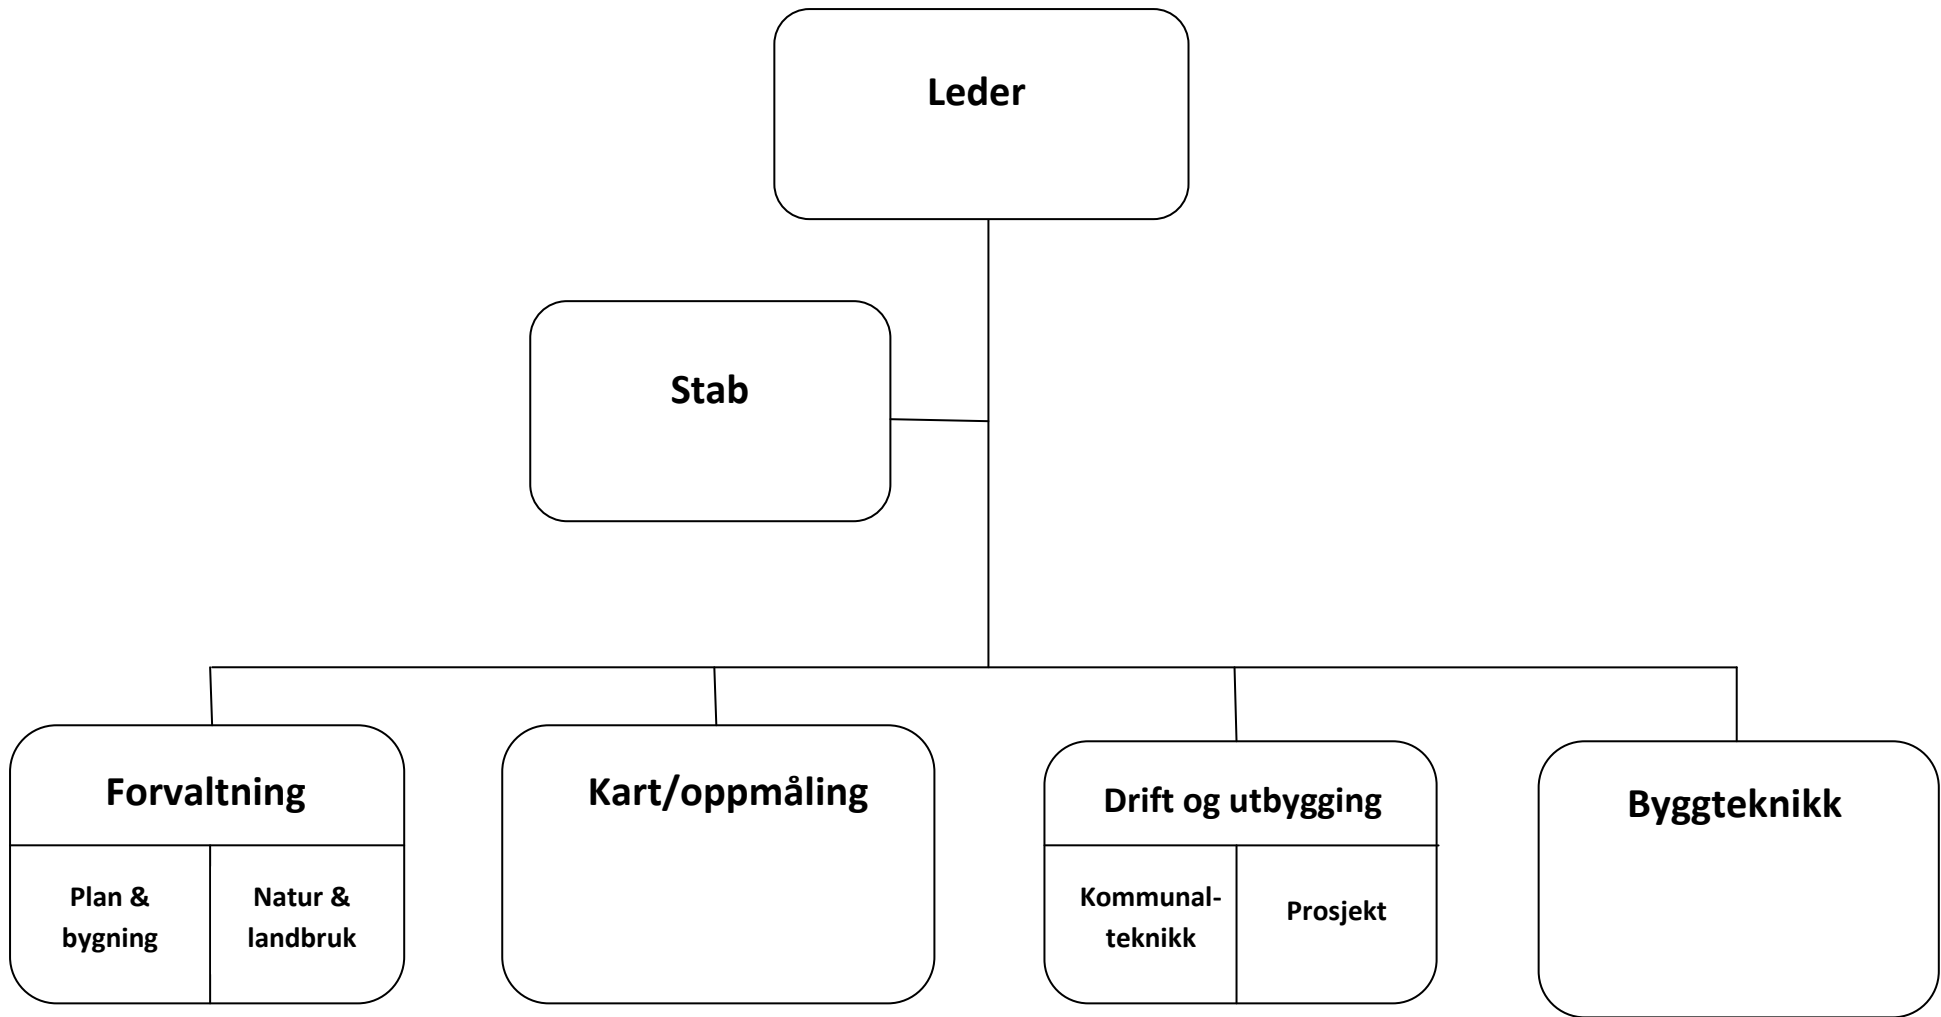 Leder
Stab
Forvaltning
Plan &
bygning
Natur &
landbruk
Kart/oppmåling
Drift og utbygging
Kommunal-
teknikk
Prosjekt
Byggteknikk